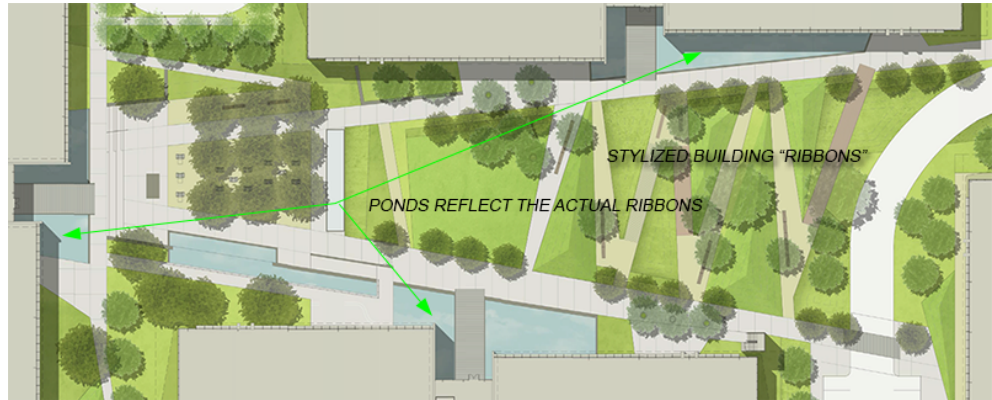 STYLIZED BUILDING “RIBBONS”
PONDS REFLECT THE ACTUAL RIBBONS